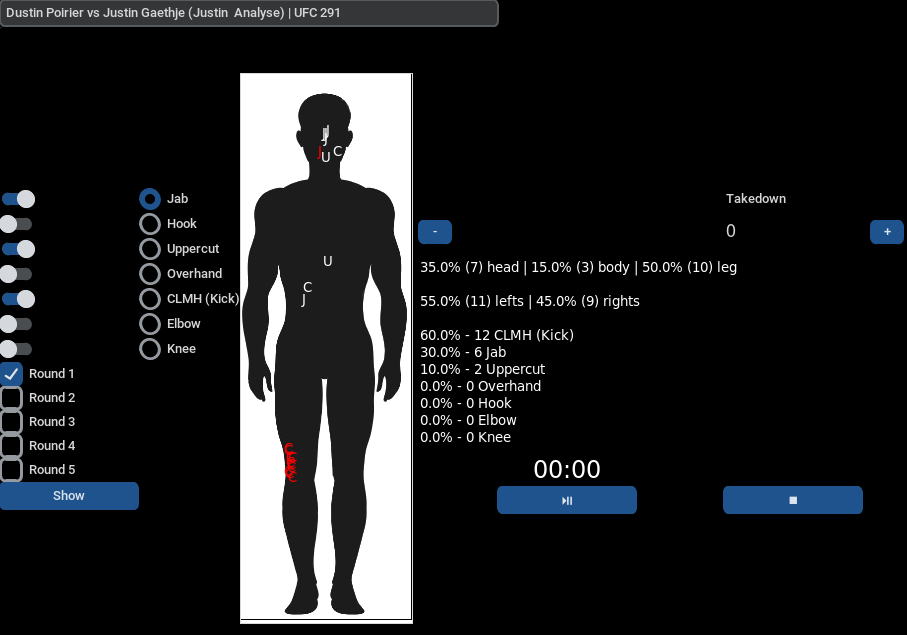 Dustin Poirier vs Justin Gaethje (Justin  Analyse) | UFC 291
Jab
Hook
Uppercut
Overhand
CLMH (Kick)
Elbow
Knee
Round 1
Round 2
Round 3
Round 4
Round 5
Show
J
J
J
U
C
U
C
J
C
C
Takedown
-
0
+
35.0% (7) head | 15.0% (3) body | 50.0% (10) leg
55.0% (11) lefts | 45.0% (9) rights
60.0% - 12 CLMH (Kick)
30.0% - 6 Jab
10.0% - 2 Uppercut
0.0% - 0 Overhand
0.0% - 0 Hook
0.0% - 0 Elbow
0.0% - 0 Knee
00:00